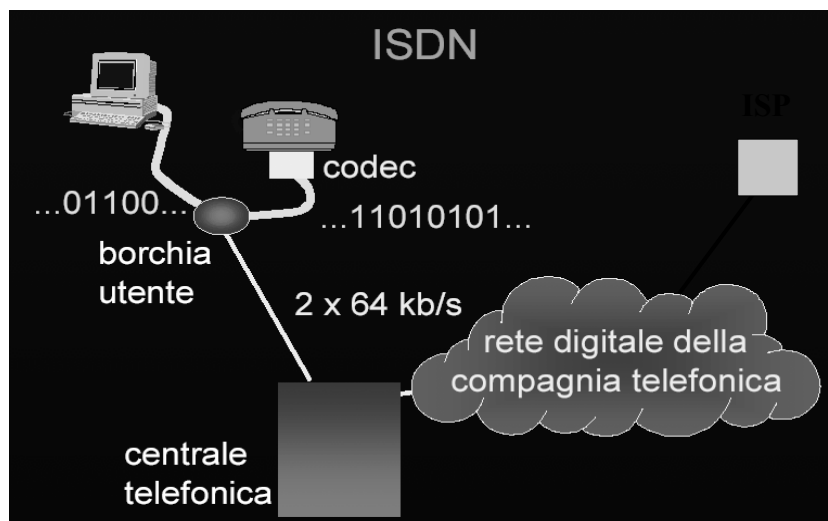 ISDN
ISP
codec
...01100...
...11010101...
borchia
utente
2 x 64 kb/s
rete digitale della
compagnia telefonica
centrale
telefonica